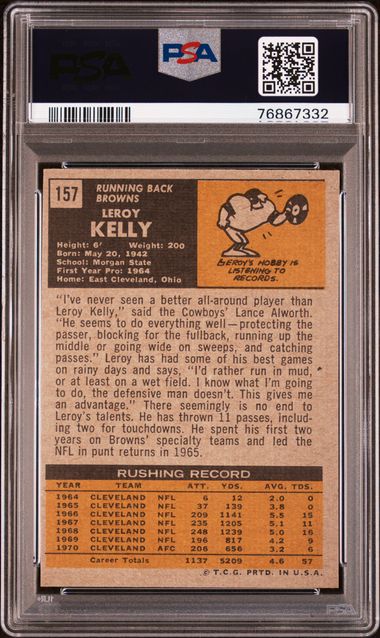 PSA
PSA
76867332
157
RUNNING BACK
BROWNS
LEROY
KELLY
Height: 6' Weight: 200
Born: May 20, 1942
School: Morgan State
First Year Pro: 1964
Home: East Cleveland, Ohio
LEROY'S HOBBY IS
LISTENING TO
RECORDS.
"I've never seen a better all-around player than
Leroy Kelly," said the Cowboys' Lance Alworth.
"He seems to do everything well—protecting the
passer, blocking for the fullback, running up the
middle or going wide on sweeps, and catching
passes." Leroy has had some of his best games
on rainy days and says, "I'd rather run in mud,
or at least on a wet field. I know what I'm going
to do, the defensive man doesn't. This gives me
an advantage." There seemingly is no end to
Leroy's talents. He has thrown 11 passes, includ-
ing two for touchdowns. He spent his first two
years on Browns' specialty teams and led the
NFL in punt returns in 1965.
RUSHING RECORD
YEAR TEAM ATT. YDS. AVG. TDS.
1964 CLEVELAND NFL 6 12 2.0 0
1965 CLEVELAND NFL 37 139 3.8 0
1966 CLEVELAND NFL 209 1141 5.5 15
1967 CLEVELAND NFL 235 1205 5.1 11
1968 CLEVELAND NFL 248 1239 5.0 16
1969 CLEVELAND NFL 196 817 4.2 9
1970 CLEVELAND AFC 206 656 3.2 6
Career Totals 1137 5209 4.6 57
© T.C.G. PRTD. IN U.S.A.